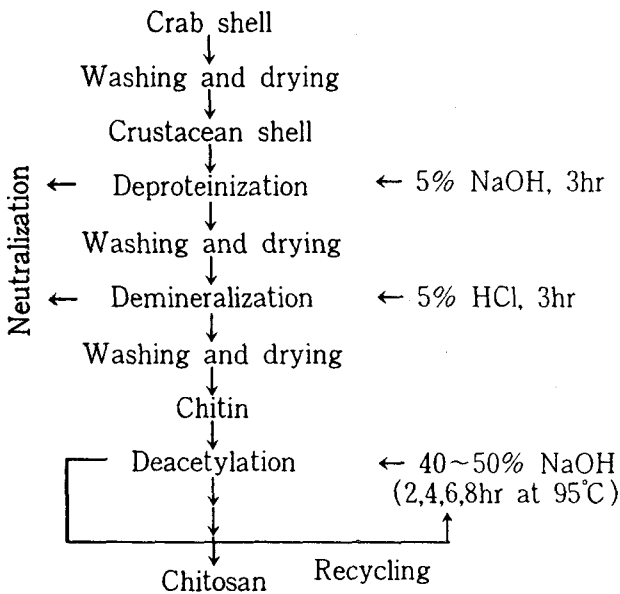 Crab shell
Washing and drying
Crustacean shell
Neutralization
Deproteinization
5% NaOH, 3hr
Washing and drying
Demineralization
5% HCl, 3hr
Washing and drying
Chitin
Deacetylation
40~50% NaOH
(2,4,6,8hr at 95℃)
Recycling
Chitosan